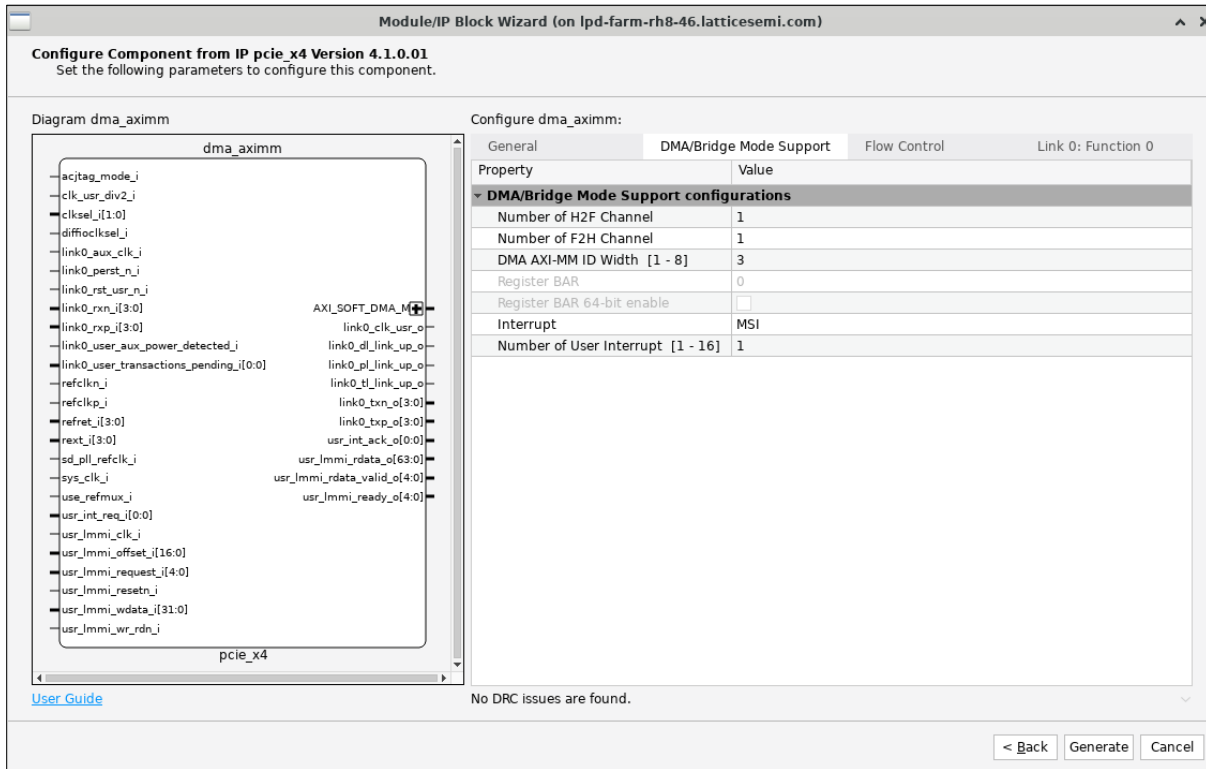 Module/IP Block Wizard (on lpd-farm-rh8-46.latticesemi.com)
Configure Component from IP pcie_x4 Version 4.1.0.01
Set the following parameters to configure this component.
Diagram dma_aximm
dma_aximm
acjtag_mode_i
clk_usr_div2_i
clksel_i[1:0]
diffioclksel_i
link0_aux_clk_i
link0_perst_n_i
link0_rst_usr_n_i
link0_rxn_i[3:0]
link0_rxp_i[3:0]
link0_user_aux_power_detected_i
link0_user_transactions_pending_i[0:0]
refclkn_i
refclkp_i
refret_i[3:0]
rext_i[3:0]
sd_pll_refclk_i
sys_clk_i
use_refmux_i
usr_int_req_i[0:0]
usr_lmmi_clk_i
usr_lmmi_offset_i[16:0]
usr_lmmi_request_i[4:0]
usr_lmmi_resetn_i
usr_lmmi_wdata_i[31:0]
usr_lmmi_wr_rdn_i
AXI_SOFT_DMA_M
link0_clk_usr_o
link0_dl_link_up_o
link0_pl_link_up_o
link0_tl_link_up_o
link0_txn_o[3:0]
link0_txp_o[3:0]
usr_int_ack_o[0:0]
usr_lmmi_rdata_o[63:0]
usr_lmmi_rdata_valid_o[4:0]
usr_lmmi_ready_o[4:0]
pcie_x4
User Guide
Configure dma_aximm:
General DMA/Bridge Mode Support Flow Control Link 0: Function 0
Property Value
DMA/Bridge Mode Support configurations
Number of H2F Channel 1
Number of F2H Channel 1
DMA AXI-MM ID Width [1 - 8] 3
Register BAR 0
Register BAR 64-bit enable
Interrupt MSI
Number of User Interrupt [1 - 16] 1
No DRC issues are found.
< Back Generate Cancel